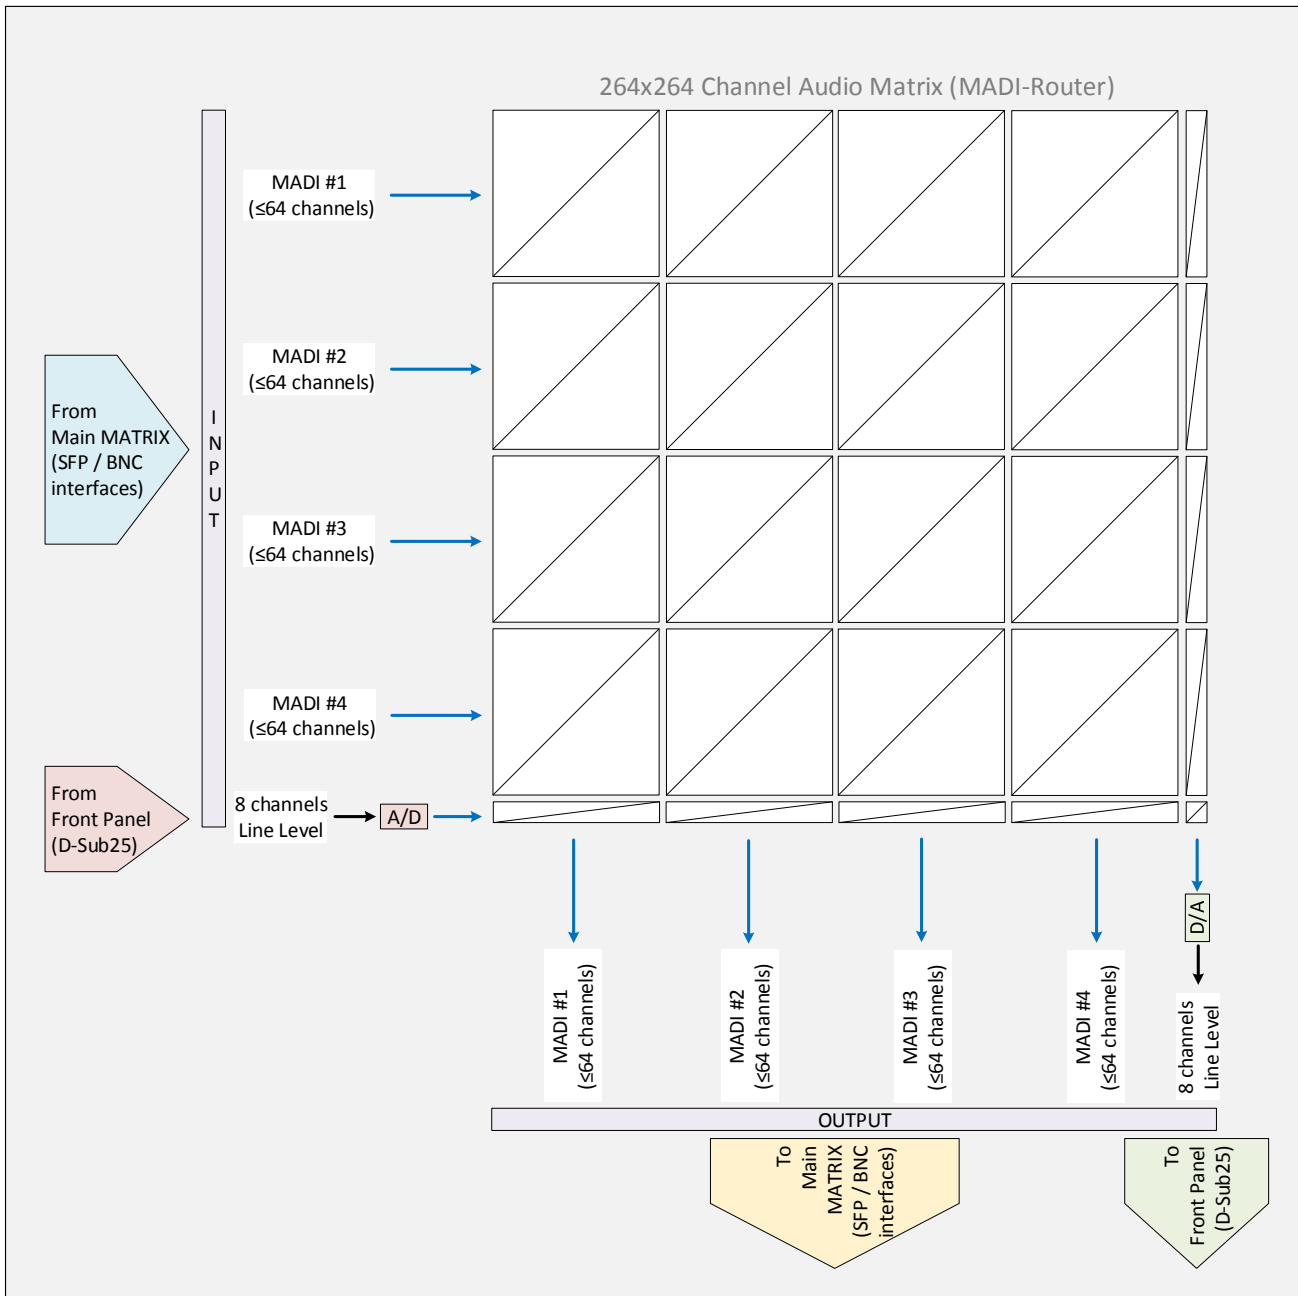 264x264 Channel Audio Matrix (MADI-Router)
MADI #1
(≤64 channels)
MADI #2
(≤64 channels)
From
Main MATRIX
(SFP / BNC
interfaces)
I
N
P
U
T
MADI #3
(≤64 channels)
MADI #4
(≤64 channels)
From
Front Panel
(D-Sub25)
8 channels
Line Level
A/D
D/A
MADI #1
(≤64 channels)
MADI #2
(≤64 channels)
MADI #3
(≤64 channels)
MADI #4
(≤64 channels)
8 channels
Line Level
OUTPUT
To
Main
MATRIX
(SFP / BNC
interfaces)
To
Front Panel
(D-Sub25)